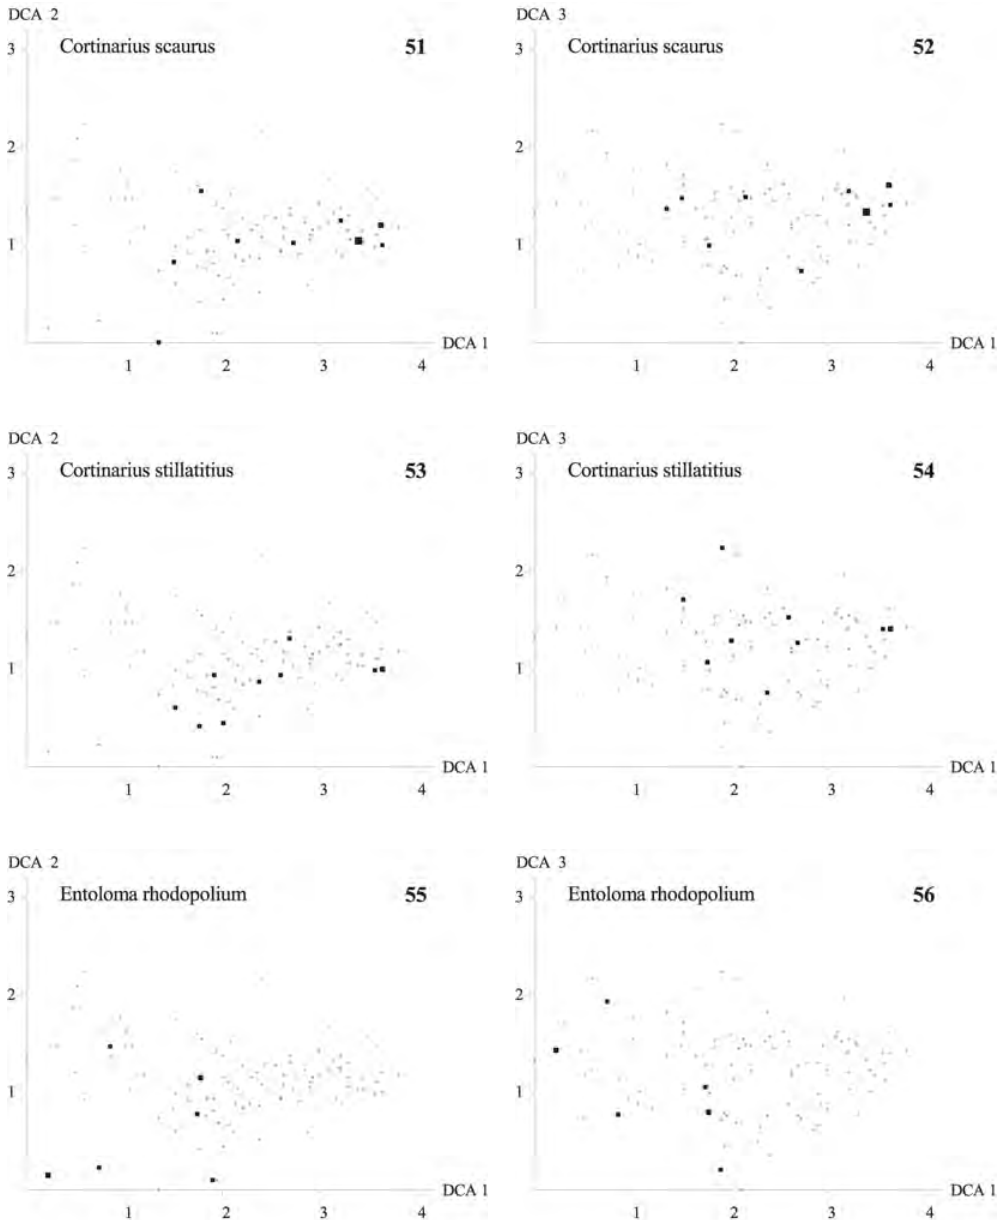 DCA 2
Cortinarius scaurus 51
3
2
1
DCA 1
1 2 3 4
DCA 3
Cortinarius scaurus 52
3
2
1
DCA 1
1 2 3 4
DCA 2
Cortinarius stillatitius 53
3
2
1
DCA 1
1 2 3 4
DCA 3
Cortinarius stillatitius 54
3
2
1
DCA 1
1 2 3 4
DCA 2
Entoloma rhodopolium 55
3
2
1
DCA 1
1 2 3 4
DCA 3
Entoloma rhodopolium 56
3
2
1
DCA 1
1 2 3 4